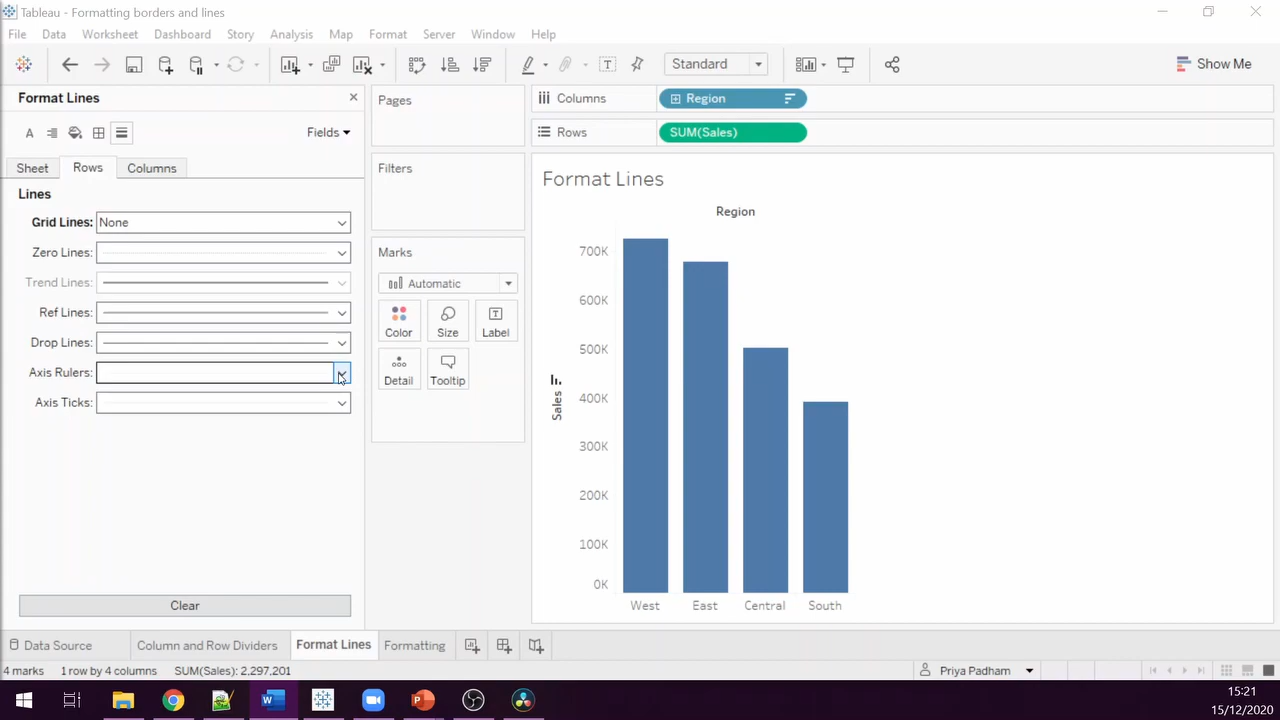 Tableau - Formatting borders and lines
File Data Worksheet Dashboard Story Analysis Map Format Server Window Help
Standard
Show Me
Format Lines
Fields
Sheet Rows Columns
Lines
Grid Lines: None
Zero Lines:
Trend Lines:
Ref Lines:
Drop Lines:
Axis Rulers:
Axis Ticks:
Clear
Pages
Filters
Marks
Automatic
Color Size Label
Detail Tooltip
Columns Region
Rows SUM(Sales)
Format Lines
Region
Sales
700K
600K
500K
400K
300K
200K
100K
0K
West East Central South
Data Source Column and Row Dividers Format Lines Formatting
4 marks 1 row by 4 columns SUM(Sales): 2,297,201 Priya Padham
15:21
15/12/2020